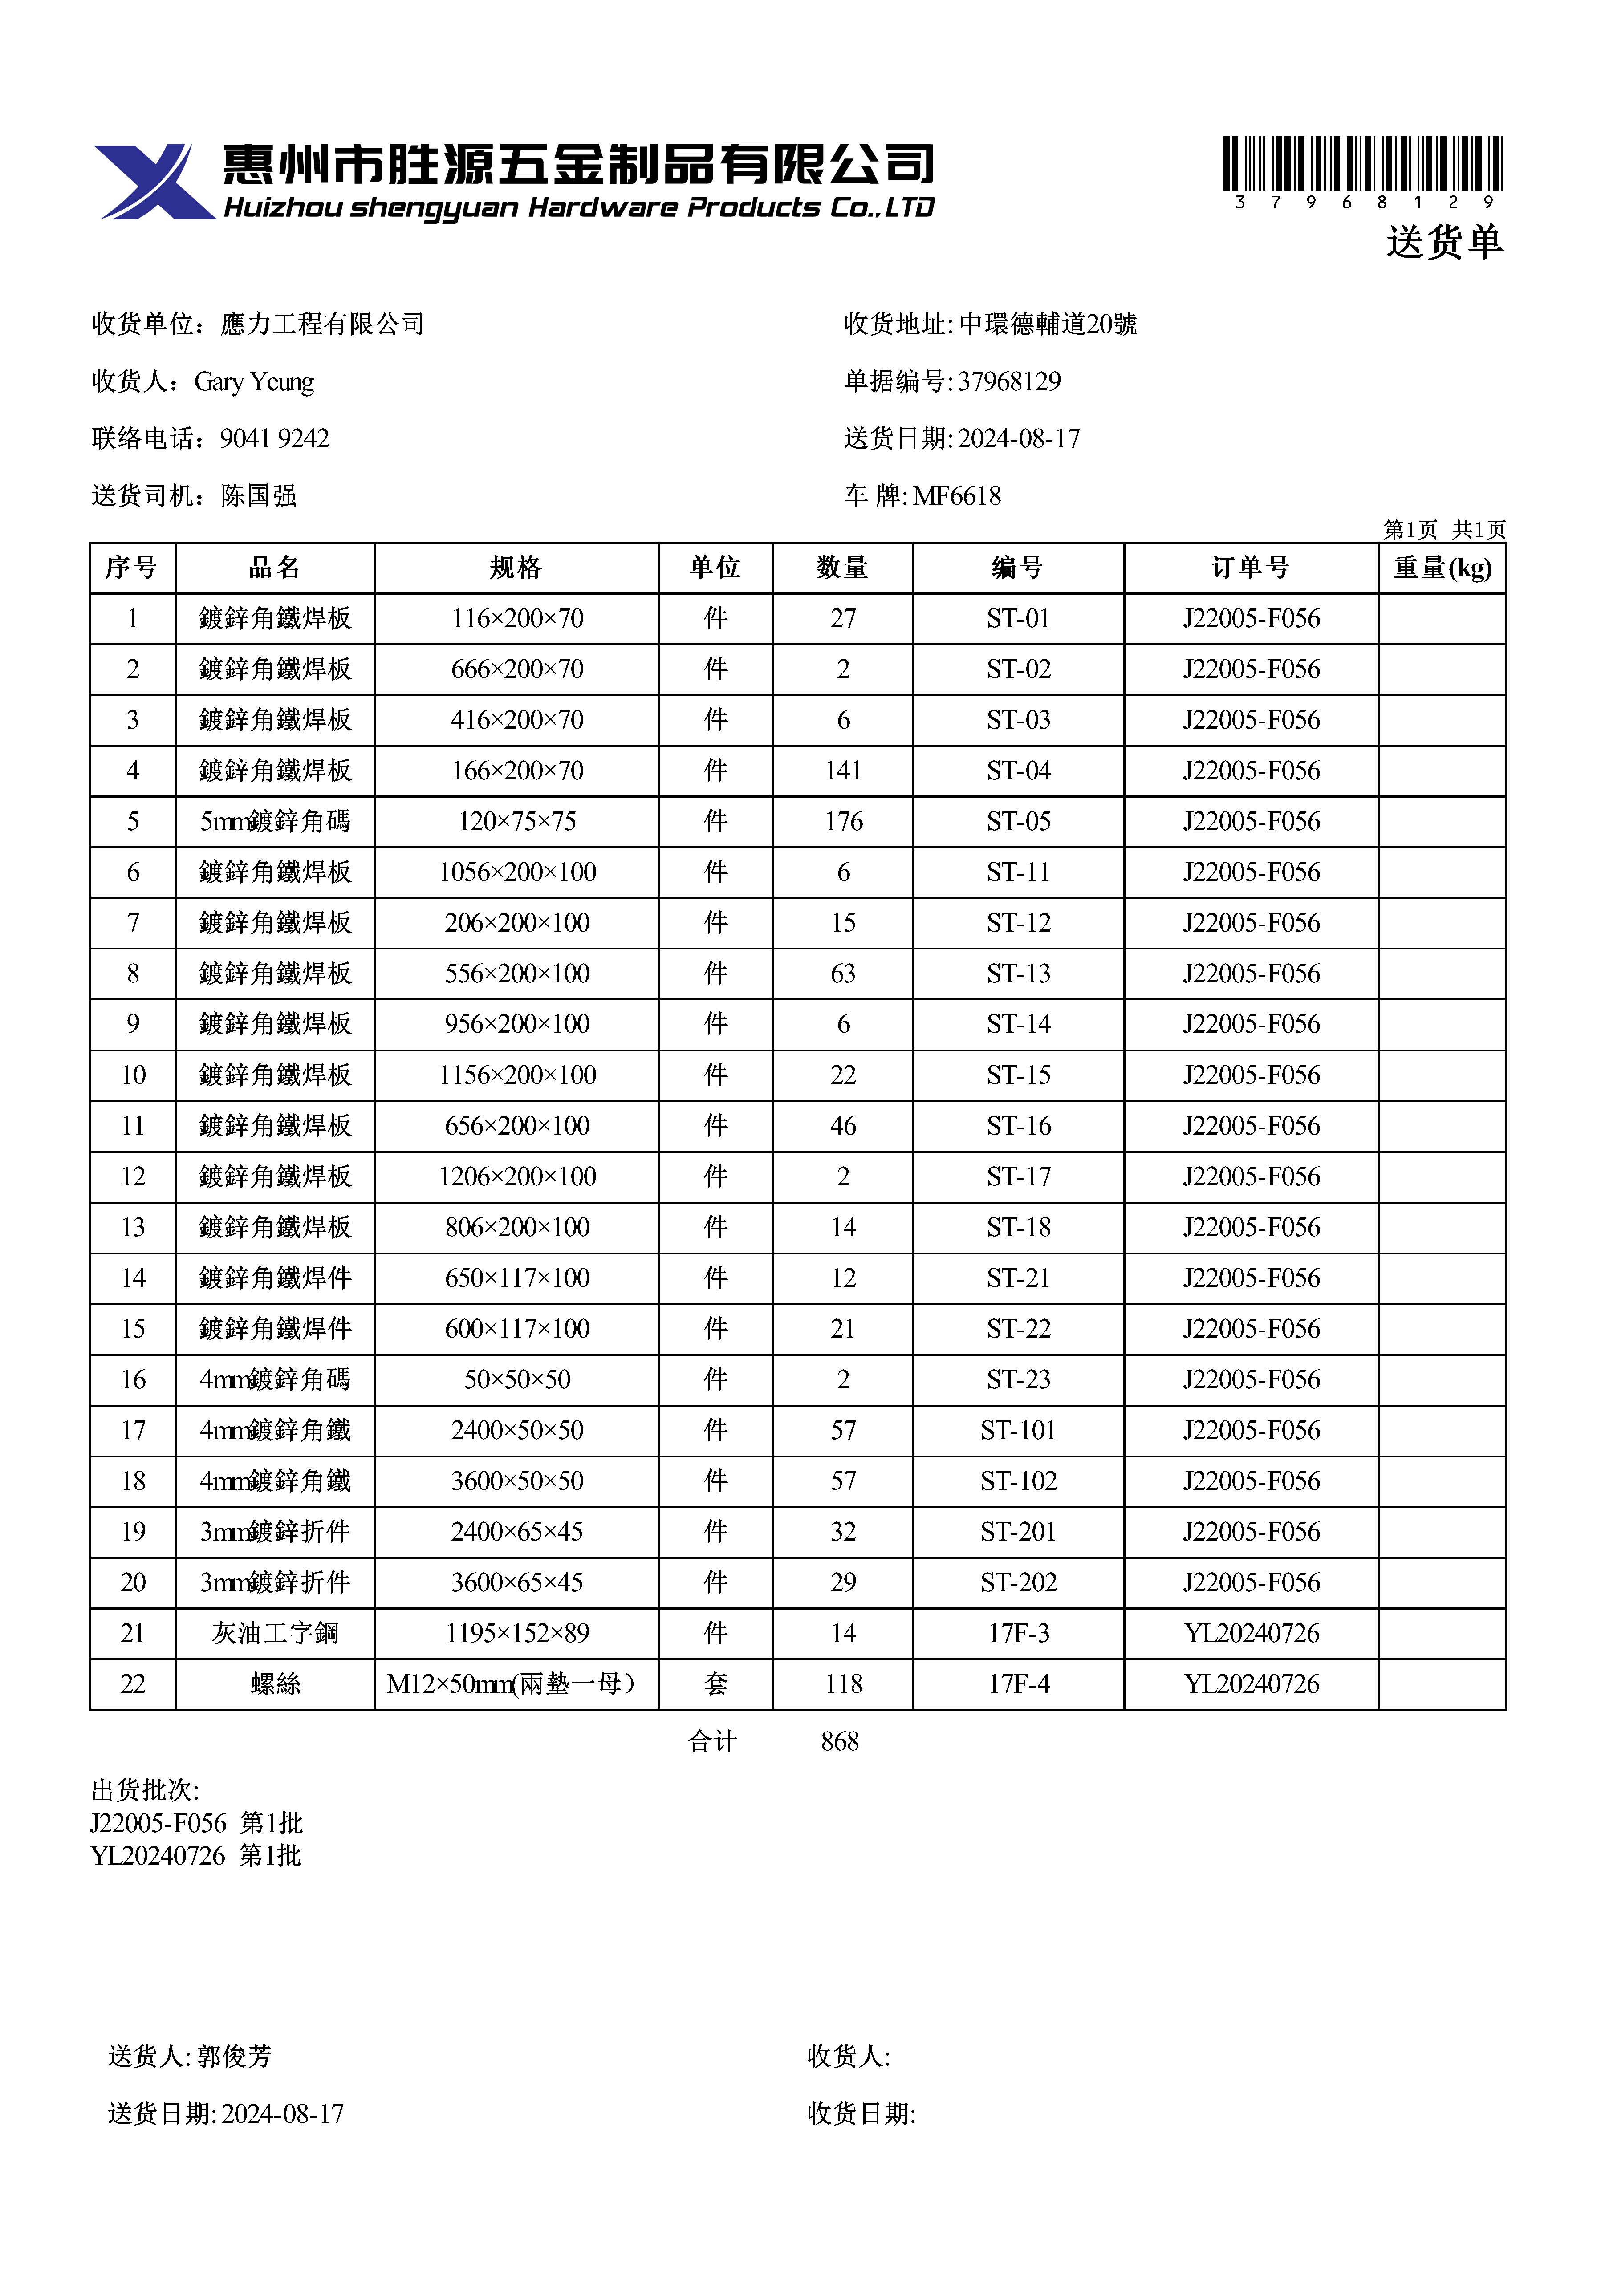 惠州市胜源五金制品有限公司
Huizhou shengyuan Hardware Products Co.,LTD
3 7 9 6 8 1 2 9
送货单
收货单位：應力工程有限公司 收货地址: 中環德輔道20號
收货人：Gary Yeung 单据编号: 37968129
联络电话：9041 9242 送货日期: 2024-08-17
送货司机：陈国强 车 牌: MF6618
第1页 共1页
序号 品名 规格 单位 数量 编号 订单号 重量(kg)
1 鍍鋅角鐵焊板 116×200×70 件 27 ST-01 J22005-F056
2 鍍鋅角鐵焊板 666×200×70 件 2 ST-02 J22005-F056
3 鍍鋅角鐵焊板 416×200×70 件 6 ST-03 J22005-F056
4 鍍鋅角鐵焊板 166×200×70 件 141 ST-04 J22005-F056
5 5mm鍍鋅角碼 120×75×75 件 176 ST-05 J22005-F056
6 鍍鋅角鐵焊板 1056×200×100 件 6 ST-11 J22005-F056
7 鍍鋅角鐵焊板 206×200×100 件 15 ST-12 J22005-F056
8 鍍鋅角鐵焊板 556×200×100 件 63 ST-13 J22005-F056
9 鍍鋅角鐵焊板 956×200×100 件 6 ST-14 J22005-F056
10 鍍鋅角鐵焊板 1156×200×100 件 22 ST-15 J22005-F056
11 鍍鋅角鐵焊板 656×200×100 件 46 ST-16 J22005-F056
12 鍍鋅角鐵焊板 1206×200×100 件 2 ST-17 J22005-F056
13 鍍鋅角鐵焊板 806×200×100 件 14 ST-18 J22005-F056
14 鍍鋅角鐵焊件 650×117×100 件 12 ST-21 J22005-F056
15 鍍鋅角鐵焊件 600×117×100 件 21 ST-22 J22005-F056
16 4mm鍍鋅角碼 50×50×50 件 2 ST-23 J22005-F056
17 4mm鍍鋅角鐵 2400×50×50 件 57 ST-101 J22005-F056
18 4mm鍍鋅角鐵 3600×50×50 件 57 ST-102 J22005-F056
19 3mm鍍鋅折件 2400×65×45 件 32 ST-201 J22005-F056
20 3mm鍍鋅折件 3600×65×45 件 29 ST-202 J22005-F056
21 灰油工字鋼 1195×152×89 件 14 17F-3 YL20240726
22 螺絲 M12×50mm(兩墊一母） 套 118 17F-4 YL20240726
合计 868
出货批次:
J22005-F056 第1批
YL20240726 第1批
送货人: 郭俊芳 收货人:
送货日期: 2024-08-17 收货日期: